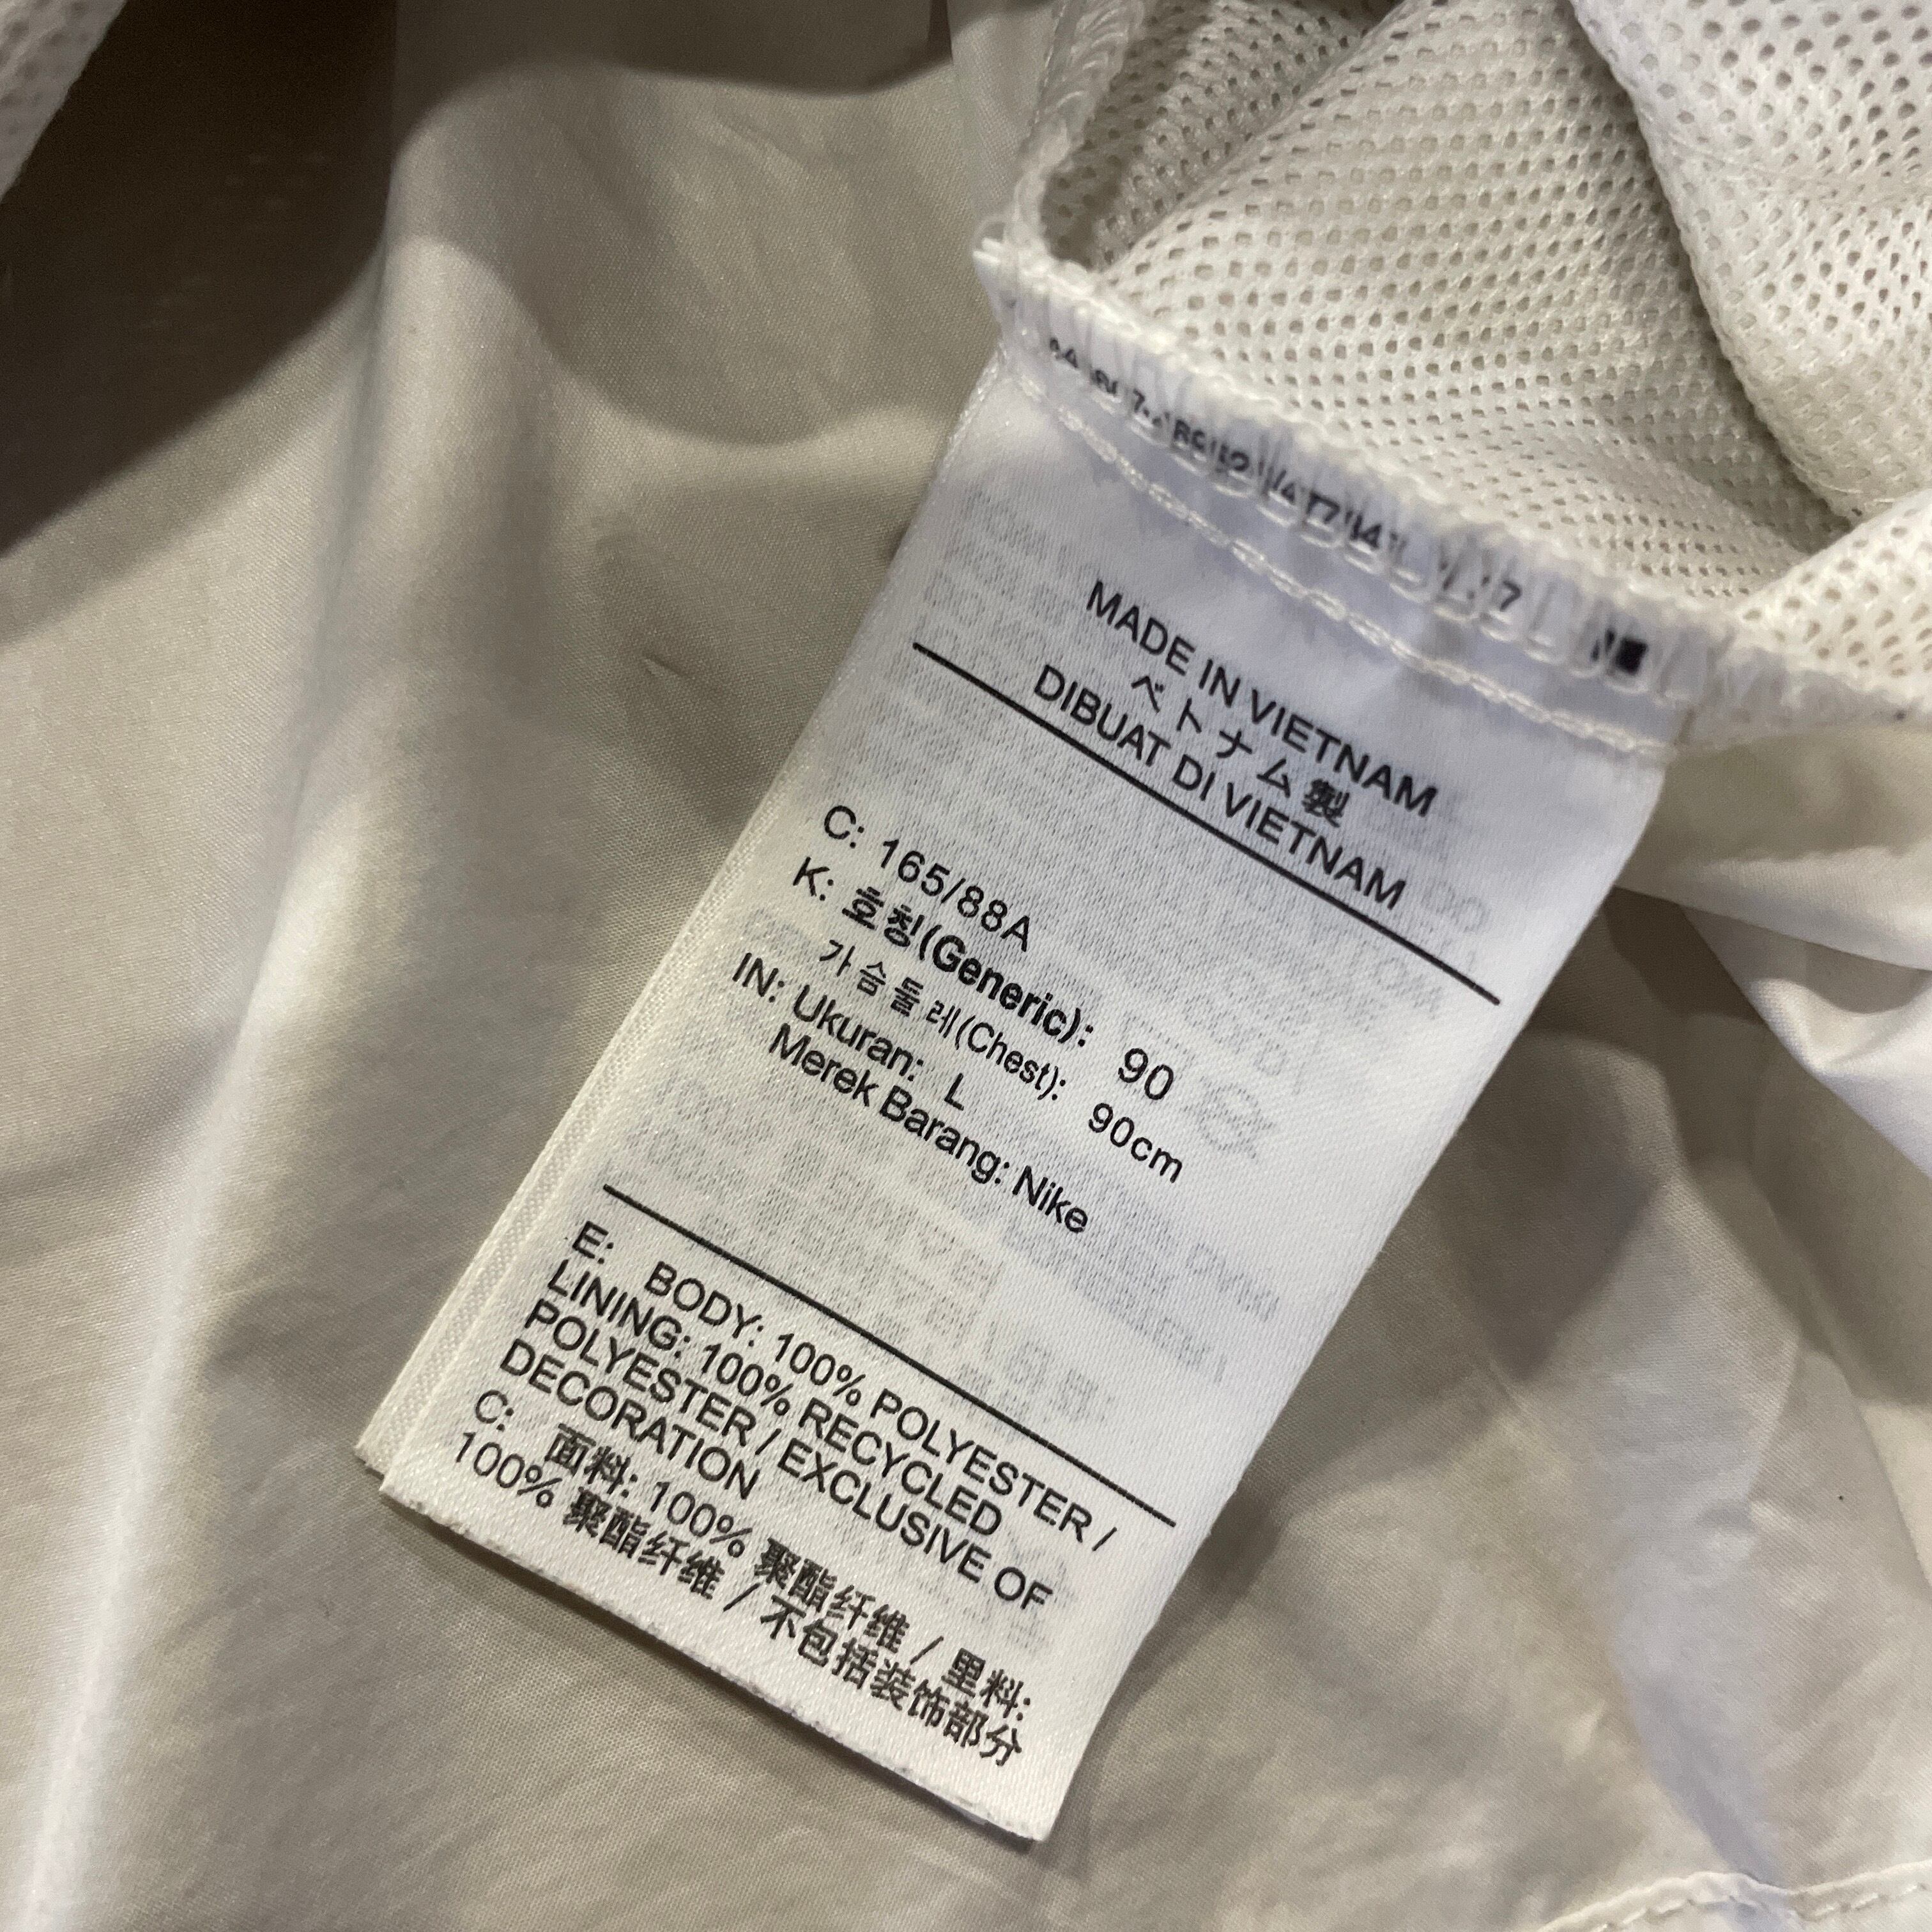 MADE IN VIETNAM
ベトナム製
DIBUAT DI VIETNAM
C: 165/88A
K: 호칭(Generic): 90
가슴둘레(Chest): 90cm
IN: Ukuran: L
Merek Barang: Nike
E: BODY: 100% POLYESTER /
LINING: 100% RECYCLED
POLYESTER / EXCLUSIVE OF
DECORATION
C: 面料: 100% 聚酯纤维 / 里料:
100% 聚酯纤维 / 不包括装饰部分